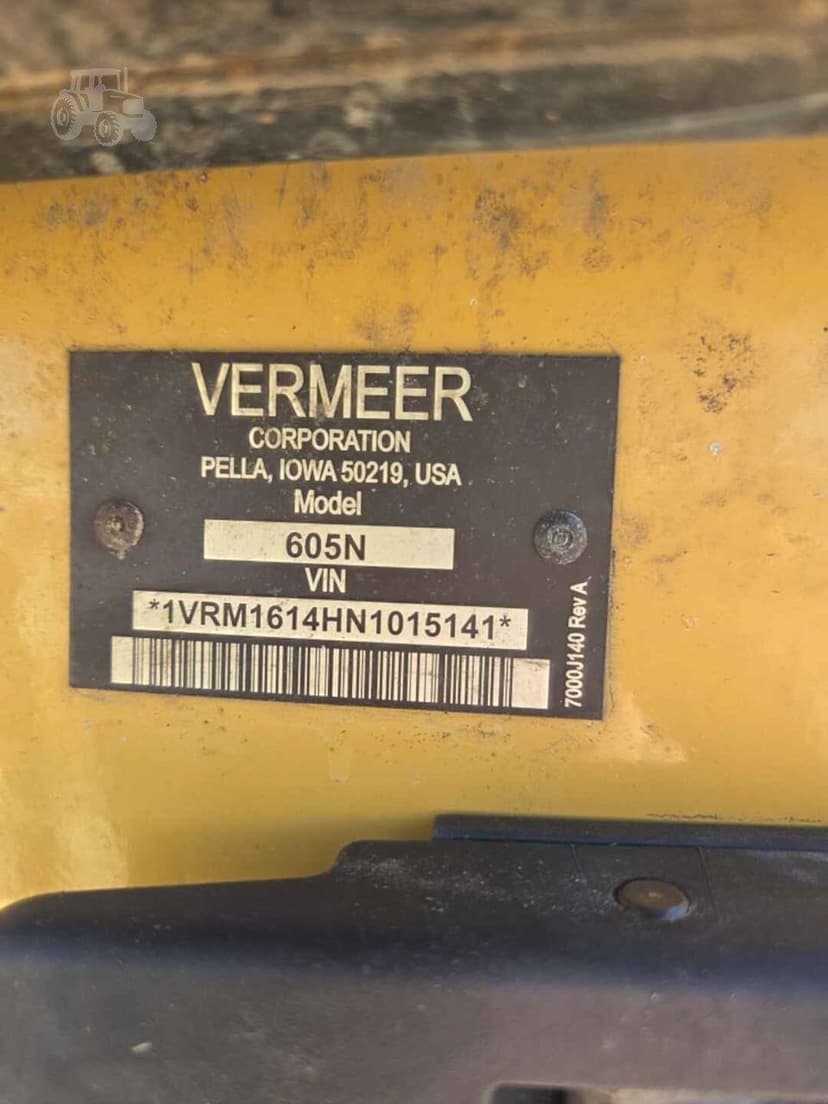 VERMEER
CORPORATION
PELLA, IOWA 50219, USA
Model
605N
VIN
*1VRM1614HN1015141*
7000J140 Rev A